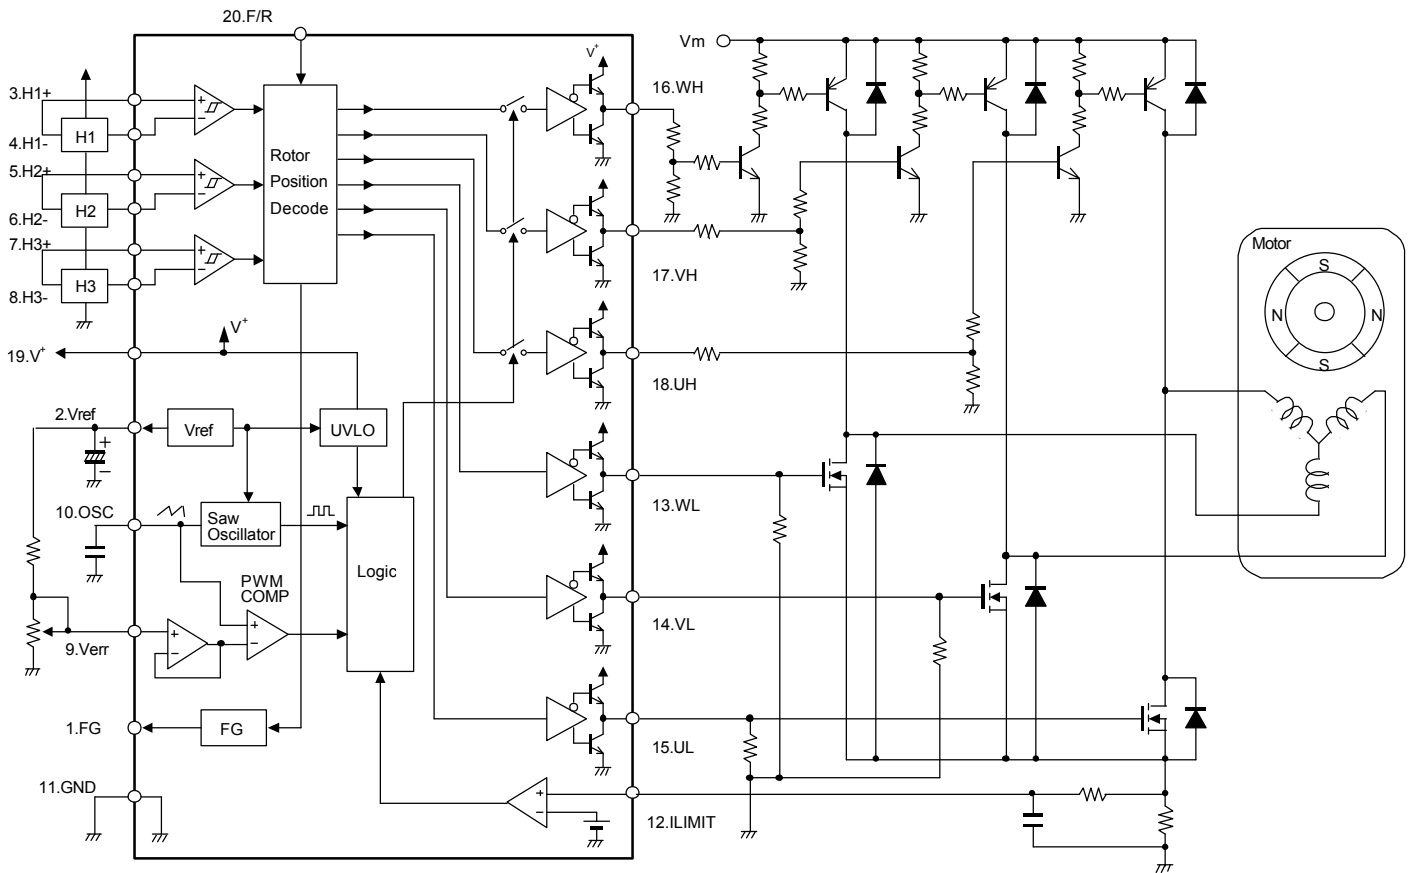 20.F/R
Vm
V+
16.WH
3.H1+
H1
4.H1-
5.H2+
H2
6.H2-
7.H3+
H3
8.H3-
+
−
+
−
+
−
Rotor
Position
Decode
17.VH
Motor
S
N
N
S
V+
19.V+
18.UH
2.Vref
Vref
UVLO
+
−
13.WL
10.OSC
Saw
Oscillator
PWM
COMP
Logic
+
−
+
−
9.Verr
14.VL
1.FG
FG
15.UL
11.GND
+
−
12.ILIMIT